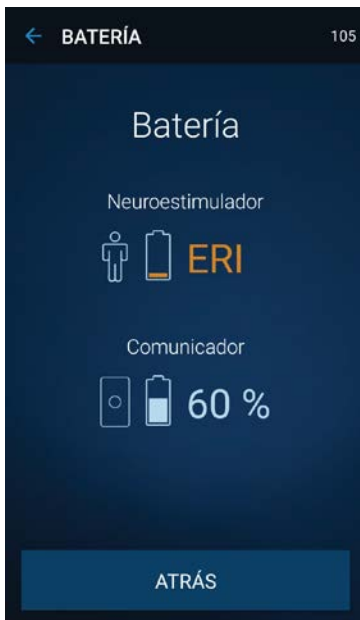 BATERÍA
105
Batería
Neuroestimulador
ERI
Comunicador
60 %
ATRÁS